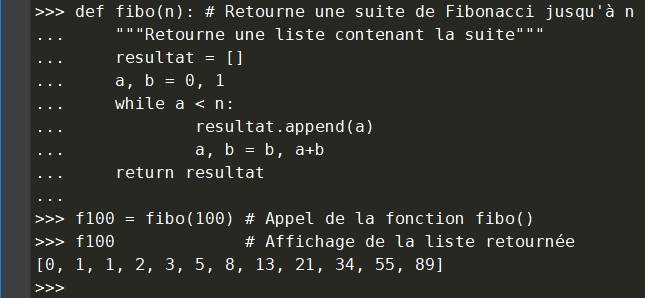 >>> def fibo(n): # Retourne une suite de Fibonacci jusqu'à n
...     """Retourne une liste contenant la suite"""
...     resultat = []
...     a, b = 0, 1
...     while a < n:
...             resultat.append(a)
...             a, b = b, a+b
...     return resultat
...
>>> f100 = fibo(100) # Appel de la fonction fibo()
>>> f100             # Affichage de la liste retournée
[0, 1, 1, 2, 3, 5, 8, 13, 21, 34, 55, 89]
>>>